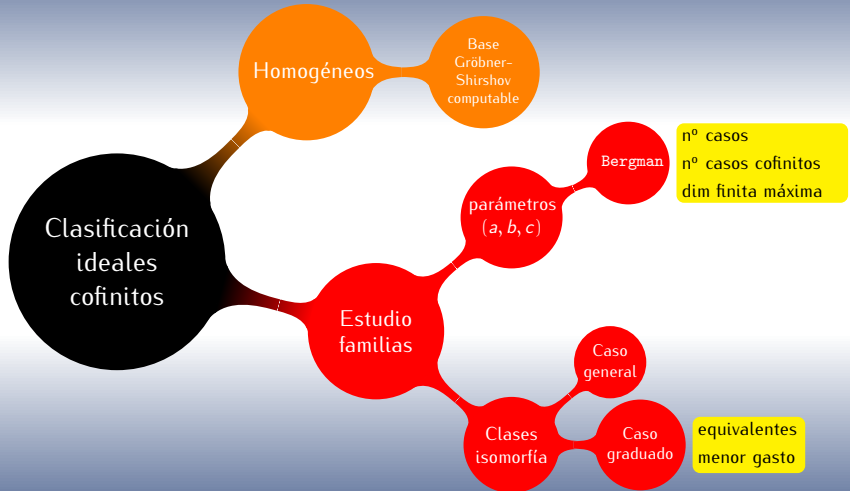 Homogéneos
Base
Gröbner-
Shirshov
computable
Clasificación
ideales
cofinitos
Estudio
familias
parámetros
(a, b, c)
Bergman
nº casos
nº casos cofinitos
dim finita máxima
Clases
isomorfía
Caso
general
Caso
graduado
equivalentes
menor gasto